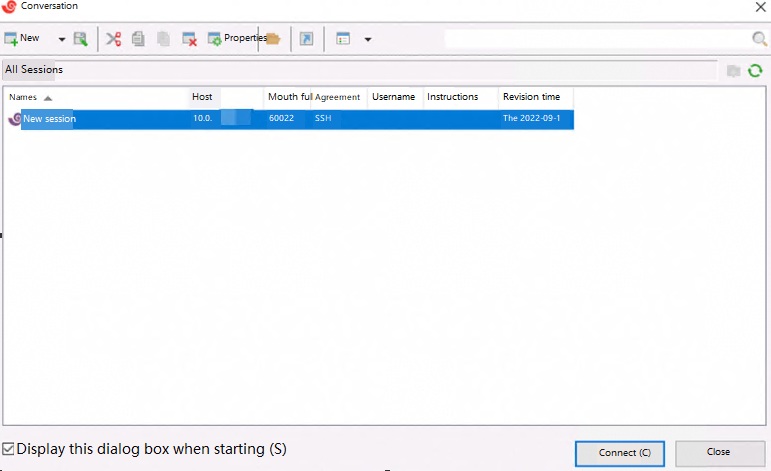 Conversation
New Properties
All Sessions
Names Host Mouth ful Agreement Username Instructions Revision time
New session 10.0. 60022 SSH The 2022-09-1
Display this dialog box when starting (S)
Connect (C) Close